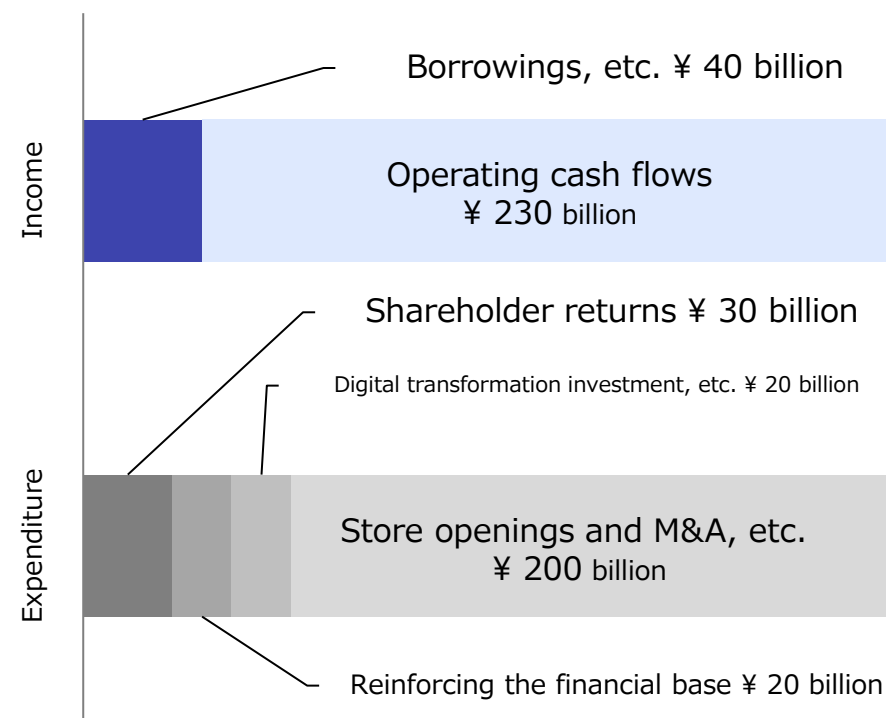 Borrowings, etc. ¥ 40 billion
Income
Operating cash flows
¥ 230 billion
Shareholder returns ¥ 30 billion
Digital transformation investment, etc. ¥ 20 billion
Expenditure
Store openings and M&A, etc.
¥ 200 billion
Reinforcing the financial base ¥ 20 billion